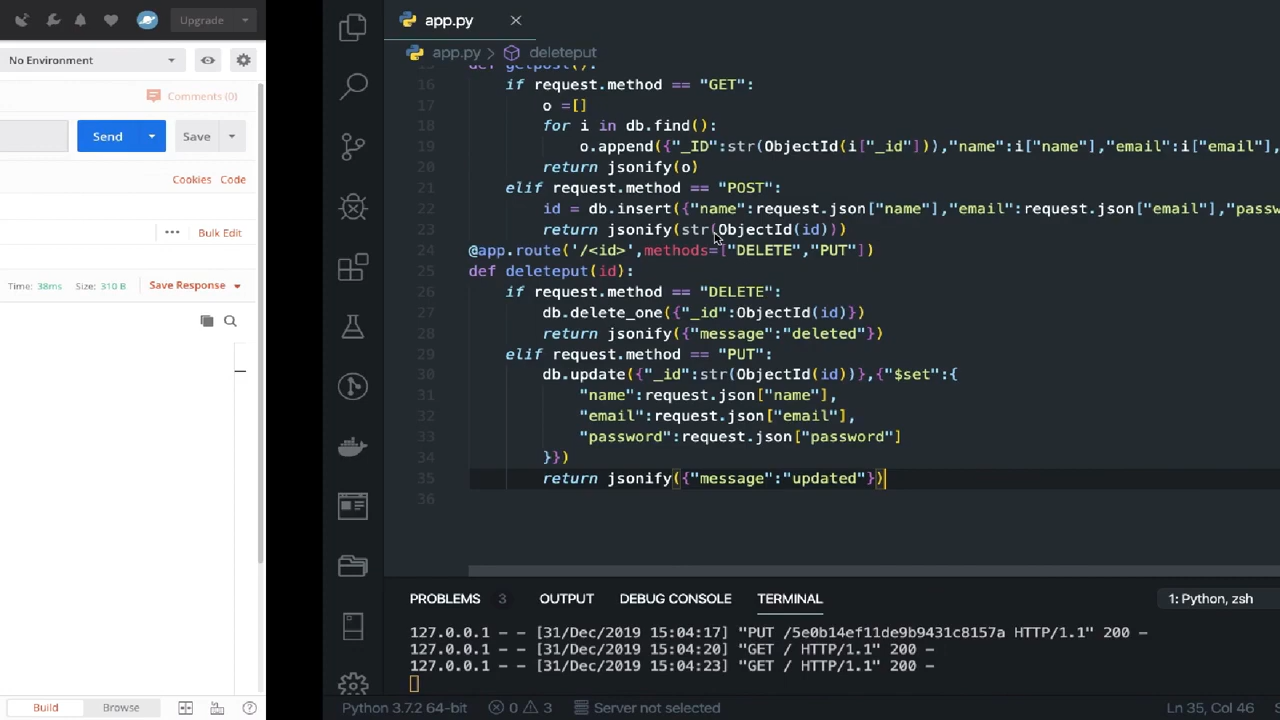 Upgrade
No Environment
Comments (0)
Send
Save
Cookies Code
••• Bulk Edit
Time: 38ms Size: 310 B Save Response
Build Browse
app.py
app.py > deleteput
15 def getpost():
16 if request.method == "GET":
17 o =[]
18 for i in db.find():
19 o.append({"_ID":str(ObjectId(i["_id"])),"name":i["name"],"email":i["email"],
20 return jsonify(o)
21 elif request.method == "POST":
22 id = db.insert({"name":request.json["name"],"email":request.json["email"],"passw
23 return jsonify(str(ObjectId(id)))
24 @app.route('/<id>',methods=["DELETE","PUT"])
25 def deleteput(id):
26 if request.method == "DELETE":
27 db.delete_one({"_id":ObjectId(id)})
28 return jsonify({"message":"deleted"})
29 elif request.method == "PUT":
30 db.update({"_id":str(ObjectId(id))},{"$set":{
31 "name":request.json["name"],
32 "email":request.json["email"],
33 "password":request.json["password"]
34 }})
35 return jsonify({"message":"updated"})
36
PROBLEMS 3 OUTPUT DEBUG CONSOLE TERMINAL 1: Python, zsh
127.0.0.1 - - [31/Dec/2019 15:04:17] "PUT /5e0b14ef11de9b9431c8157a HTTP/1.1" 200 -
127.0.0.1 - - [31/Dec/2019 15:04:20] "GET / HTTP/1.1" 200 -
127.0.0.1 - - [31/Dec/2019 15:04:23] "GET / HTTP/1.1" 200 -
Python 3.7.2 64-bit 0 3 Server not selected Ln 35, Col 46